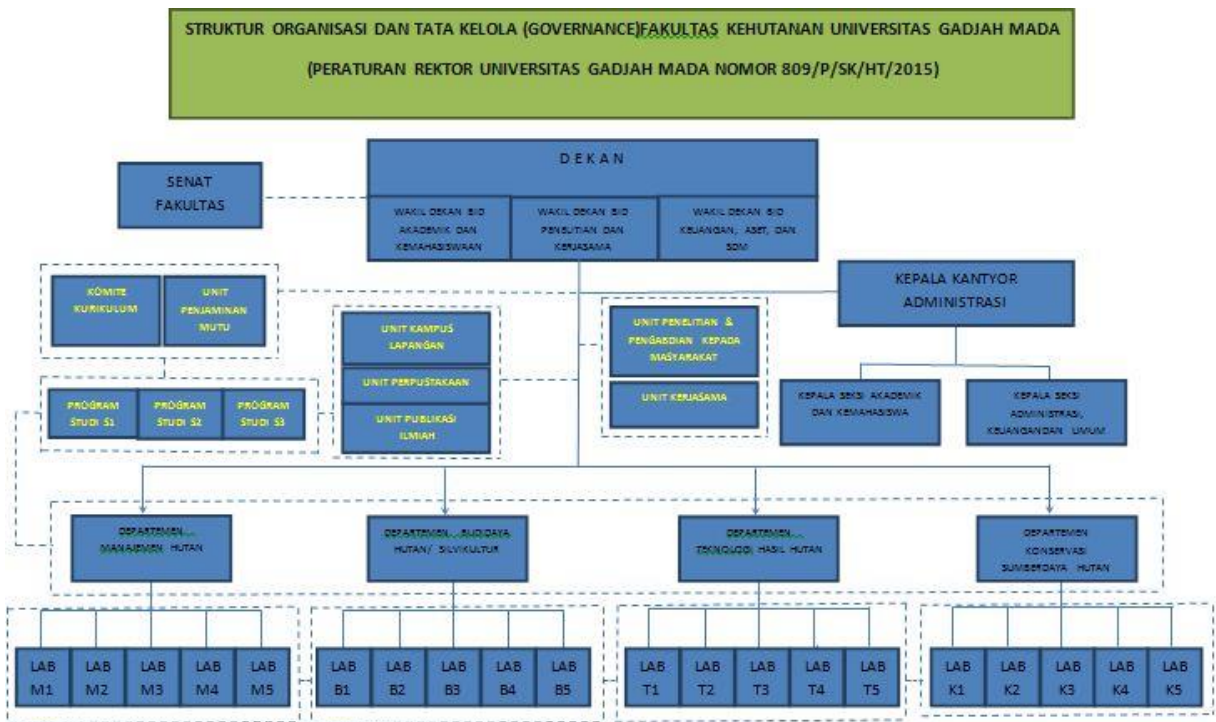 STRUKTUR ORGANISASI DAN TATA KELOLA (GOVERNANCE)FAKULTAS KEHUTANAN UNIVERSITAS GADJAH MADA
(PERATURAN REKTOR UNIVERSITAS GADJAH MADA NOMOR 809/P/SK/HT/2015)
D E K A N
SENAT
FAKULTAS
WAKIL DEKAN BID
AKADEMIK DAN
KEMAHASISWAAN
WAKIL DEKAN BID
PENELITIAN DAN
KERJASAMA
WAKIL DEKAN BID
KEUANGAN, ASET, DAN
SDM
KOMITE
KURIKULUM
UNIT
PENJAMINAN
MUTU
KEPALA KANTYOR
ADMINISTRASI
UNIT KAMPUS
LAPANGAN
UNIT PERPUSTAKAAN
UNIT PUBLIKASI
ILMIAH
UNIT PENELITIAN &
PENGABDIAN KEPADA
MASYARAKAT
UNIT KERJASAMA
PROGRAM
STUDI S1
PROGRAM
STUDI S2
PROGRAM
STUDI S3
KEPALA SEKSI AKADEMIK
DAN KEMAHASISWA
KEPALA SEKSI
ADMINISTRASI,
KEUANGANDAN UMUM
DEPARTEMEN
MANAJEMEN HUTAN
DEPARTEMEN BUDIDAYA
HUTAN/ SILVIKULTUR
DEPARTEMEN
TEKNOLOGI HASIL HUTAN
DEPARTEMEN
KONSERVASI
SUMBERDAYA HUTAN
LAB
M1
LAB
M2
LAB
M3
LAB
M4
LAB
M5
LAB
B1
LAB
B2
LAB
B3
LAB
B4
LAB
B5
LAB
T1
LAB
T2
LAB
T3
LAB
T4
LAB
T5
LAB
K1
LAB
K2
LAB
K3
LAB
K4
LAB
K5